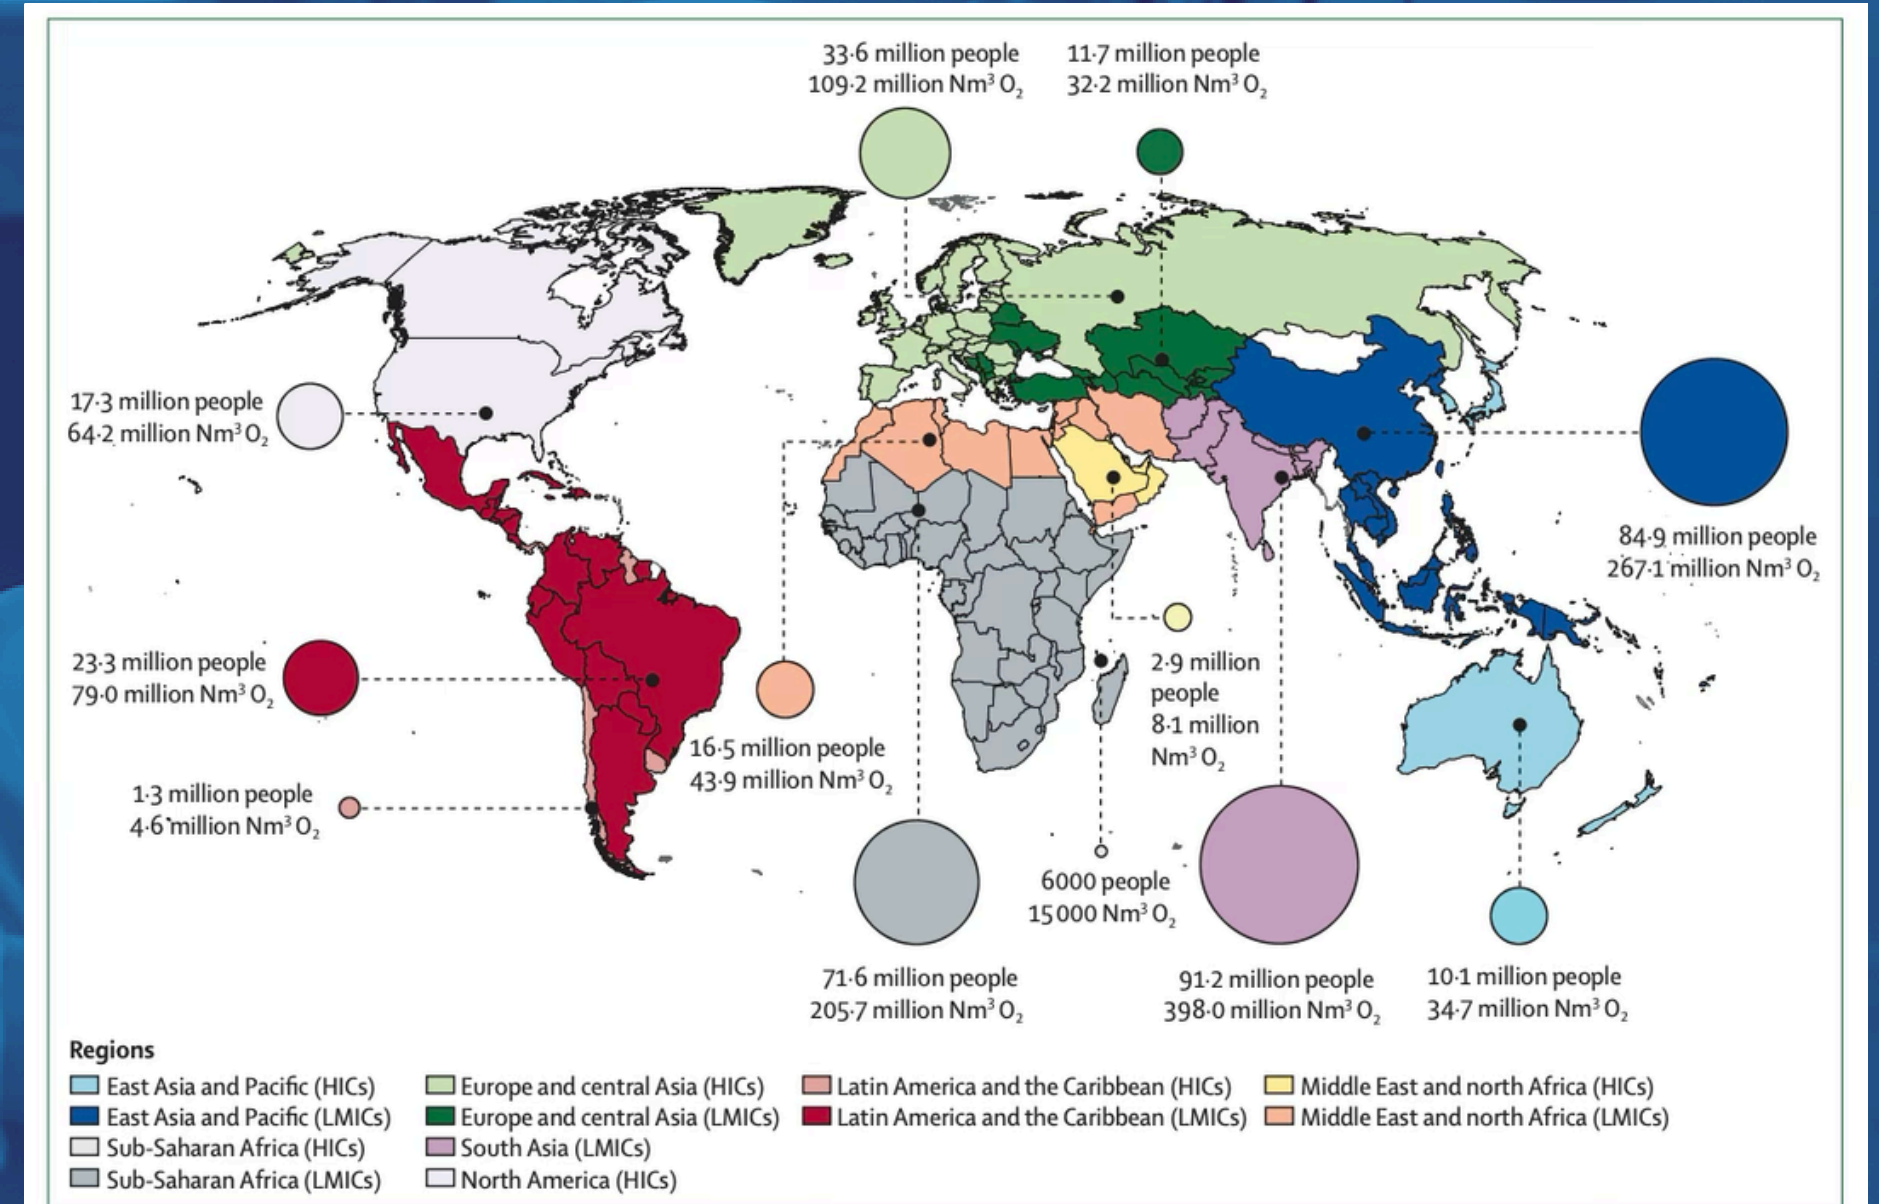 33·6 million people
109·2 million Nm³ O₂
11·7 million people
32·2 million Nm³ O₂
17·3 million people
64·2 million Nm³ O₂
84·9 million people
267·1 million Nm³ O₂
23·3 million people
79·0 million Nm³ O₂
2·9 million
people
8·1 million
Nm³ O₂
16·5 million people
43·9 million Nm³ O₂
1·3 million people
4·6 million Nm³ O₂
6000 people
15 000 Nm³ O₂
71·6 million people
205·7 million Nm³ O₂
91·2 million people
398·0 million Nm³ O₂
10·1 million people
34·7 million Nm³ O₂
Regions
East Asia and Pacific (HICs)
East Asia and Pacific (LMICs)
Sub-Saharan Africa (HICs)
Sub-Saharan Africa (LMICs)
Europe and central Asia (HICs)
Europe and central Asia (LMICs)
South Asia (LMICs)
North America (HICs)
Latin America and the Caribbean (HICs)
Latin America and the Caribbean (LMICs)
Middle East and north Africa (HICs)
Middle East and north Africa (LMICs)